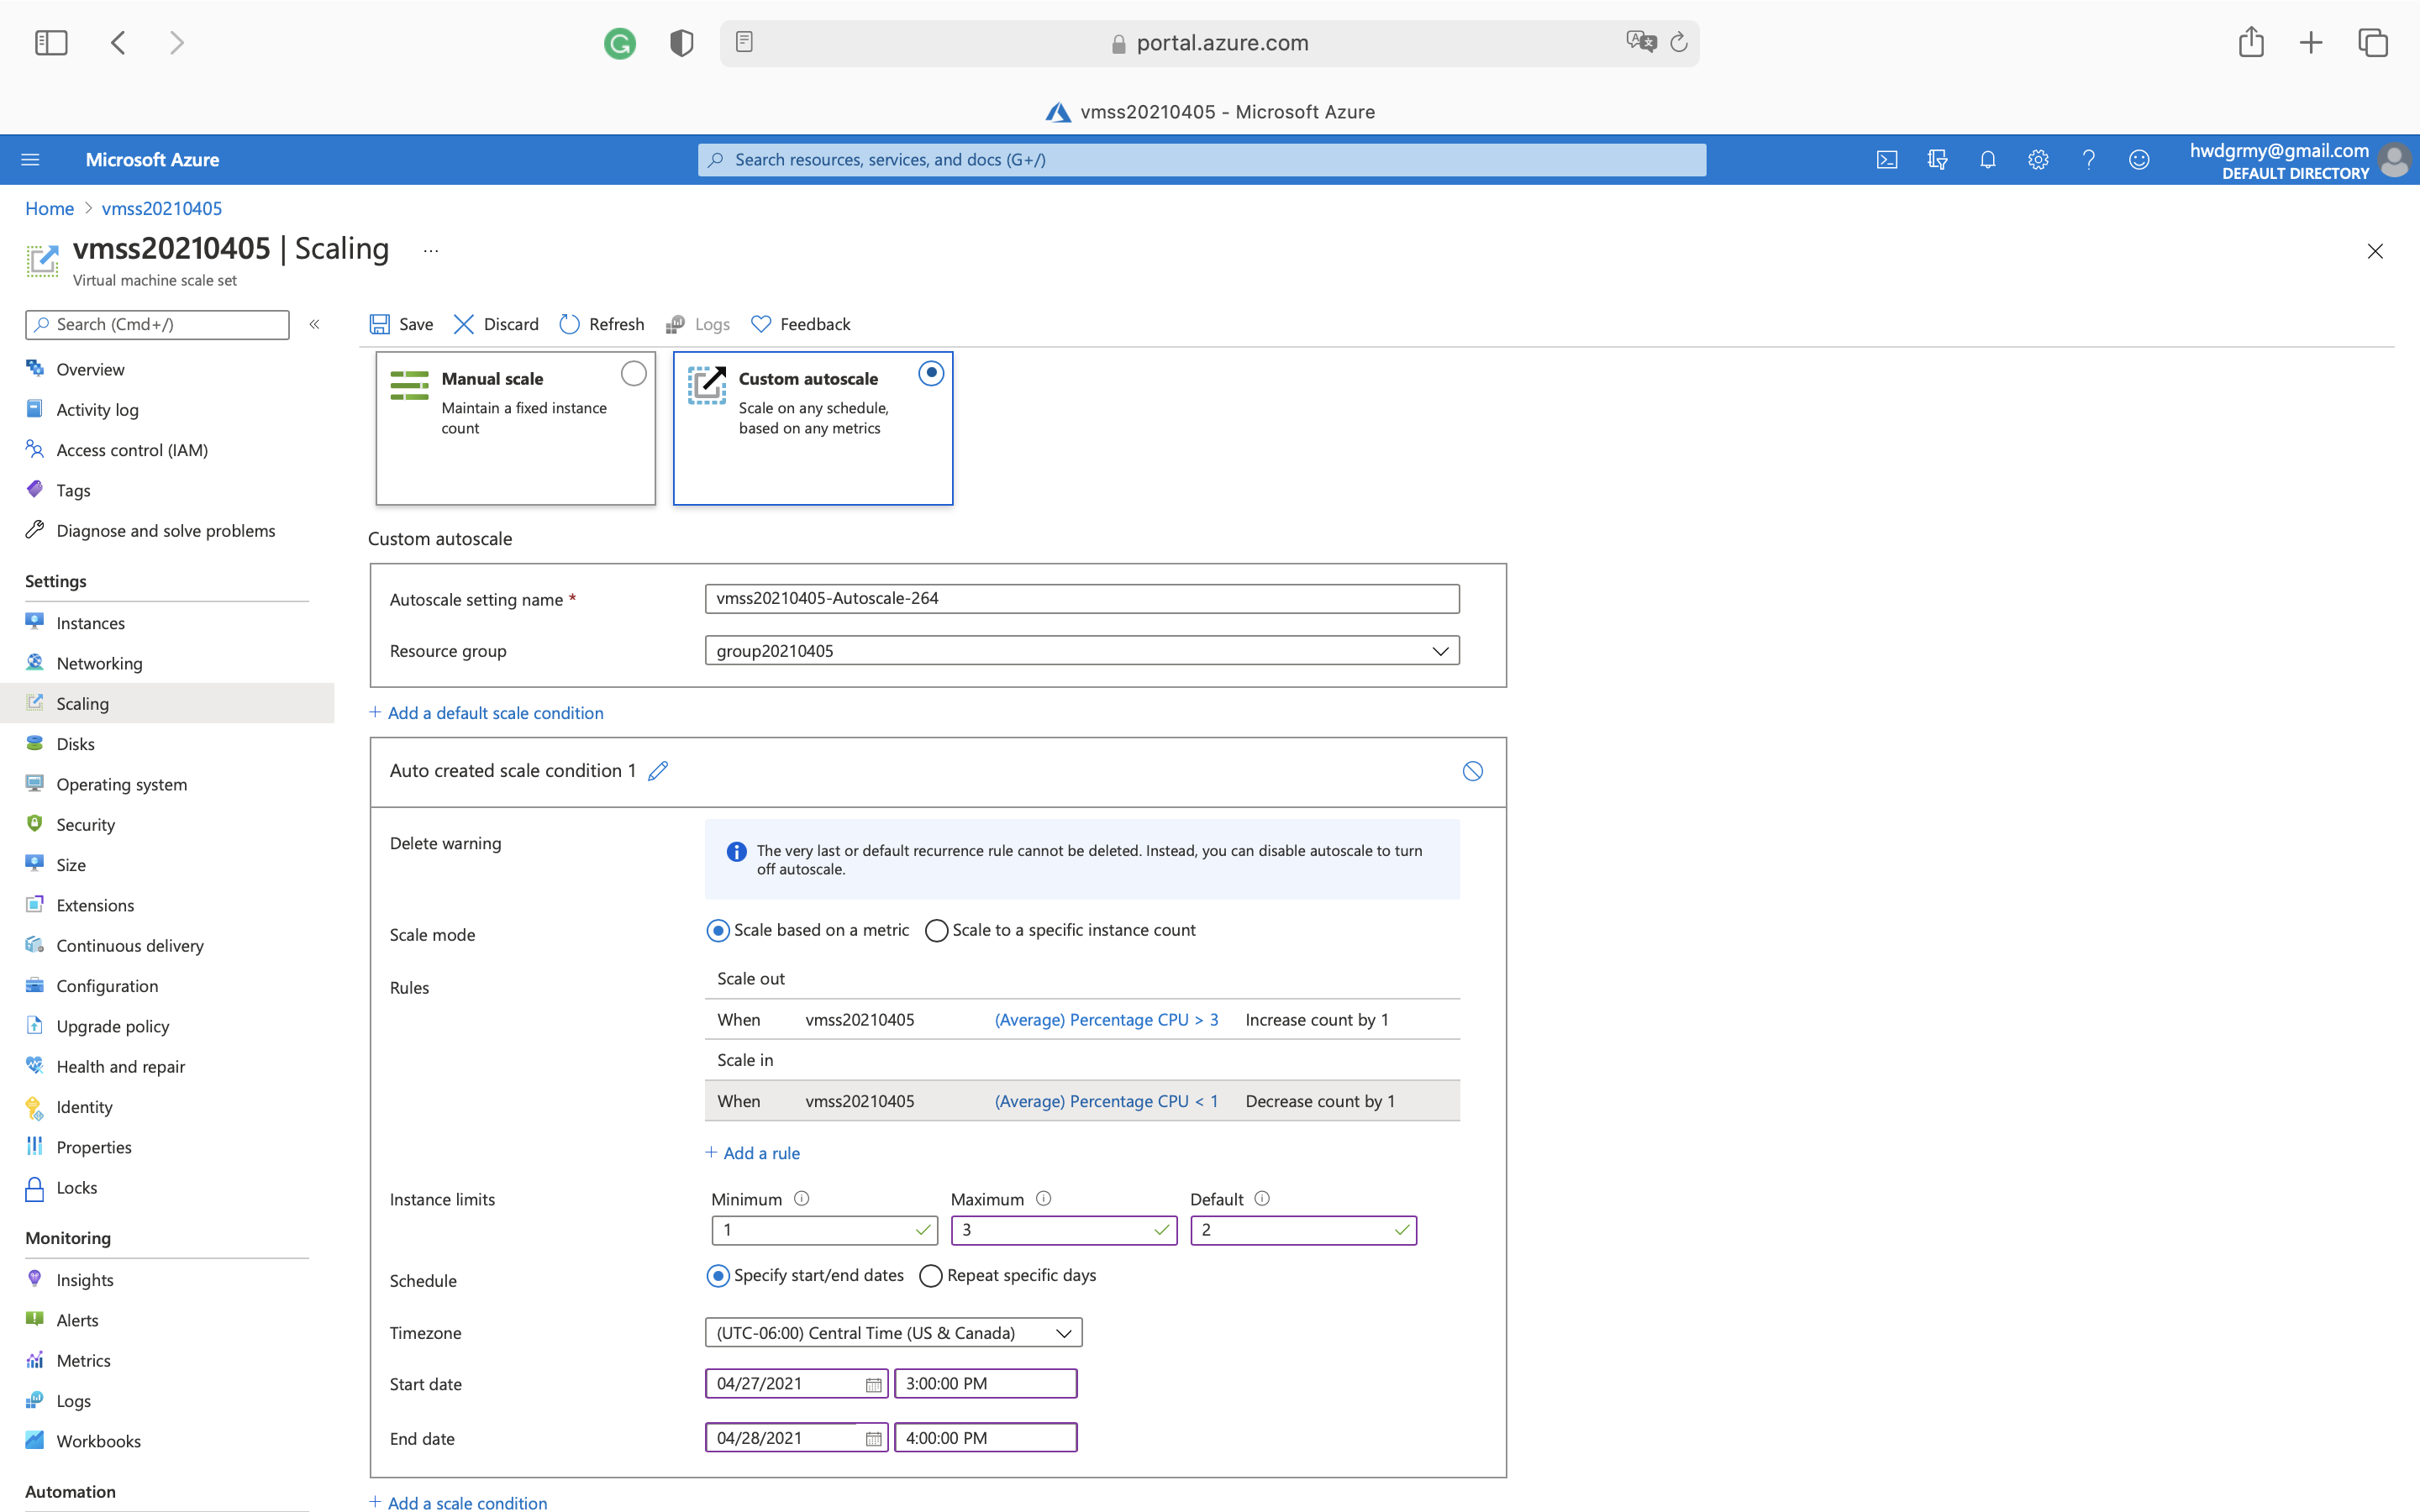 portal.azure.com
vmss20210405 - Microsoft Azure
Microsoft Azure
Search resources, services, and docs (G+/)
hwdgrmy@gmail.com
DEFAULT DIRECTORY
Home > vmss20210405
vmss20210405 | Scaling ...
Virtual machine scale set
Search (Cmd+/)
«
Overview
Activity log
Access control (IAM)
Tags
Diagnose and solve problems
Settings
Instances
Networking
Scaling
Disks
Operating system
Security
Size
Extensions
Continuous delivery
Configuration
Upgrade policy
Health and repair
Identity
Properties
Locks
Monitoring
Insights
Alerts
Metrics
Logs
Workbooks
Automation
Save Discard Refresh Logs Feedback
Manual scale
Maintain a fixed instance
count
Custom autoscale
Scale on any schedule,
based on any metrics
Custom autoscale
Autoscale setting name * vmss20210405-Autoscale-264
Resource group group20210405
+ Add a default scale condition
Auto created scale condition 1
Delete warning
The very last or default recurrence rule cannot be deleted. Instead, you can disable autoscale to turn
off autoscale.
Scale mode Scale based on a metric Scale to a specific instance count
Rules
Scale out
When vmss20210405 (Average) Percentage CPU > 3 Increase count by 1
Scale in
When vmss20210405 (Average) Percentage CPU < 1 Decrease count by 1
+ Add a rule
Instance limits Minimum Maximum Default
1 3 2
Schedule Specify start/end dates Repeat specific days
Timezone (UTC-06:00) Central Time (US & Canada)
Start date 04/27/2021 3:00:00 PM
End date 04/28/2021 4:00:00 PM
+ Add a scale condition